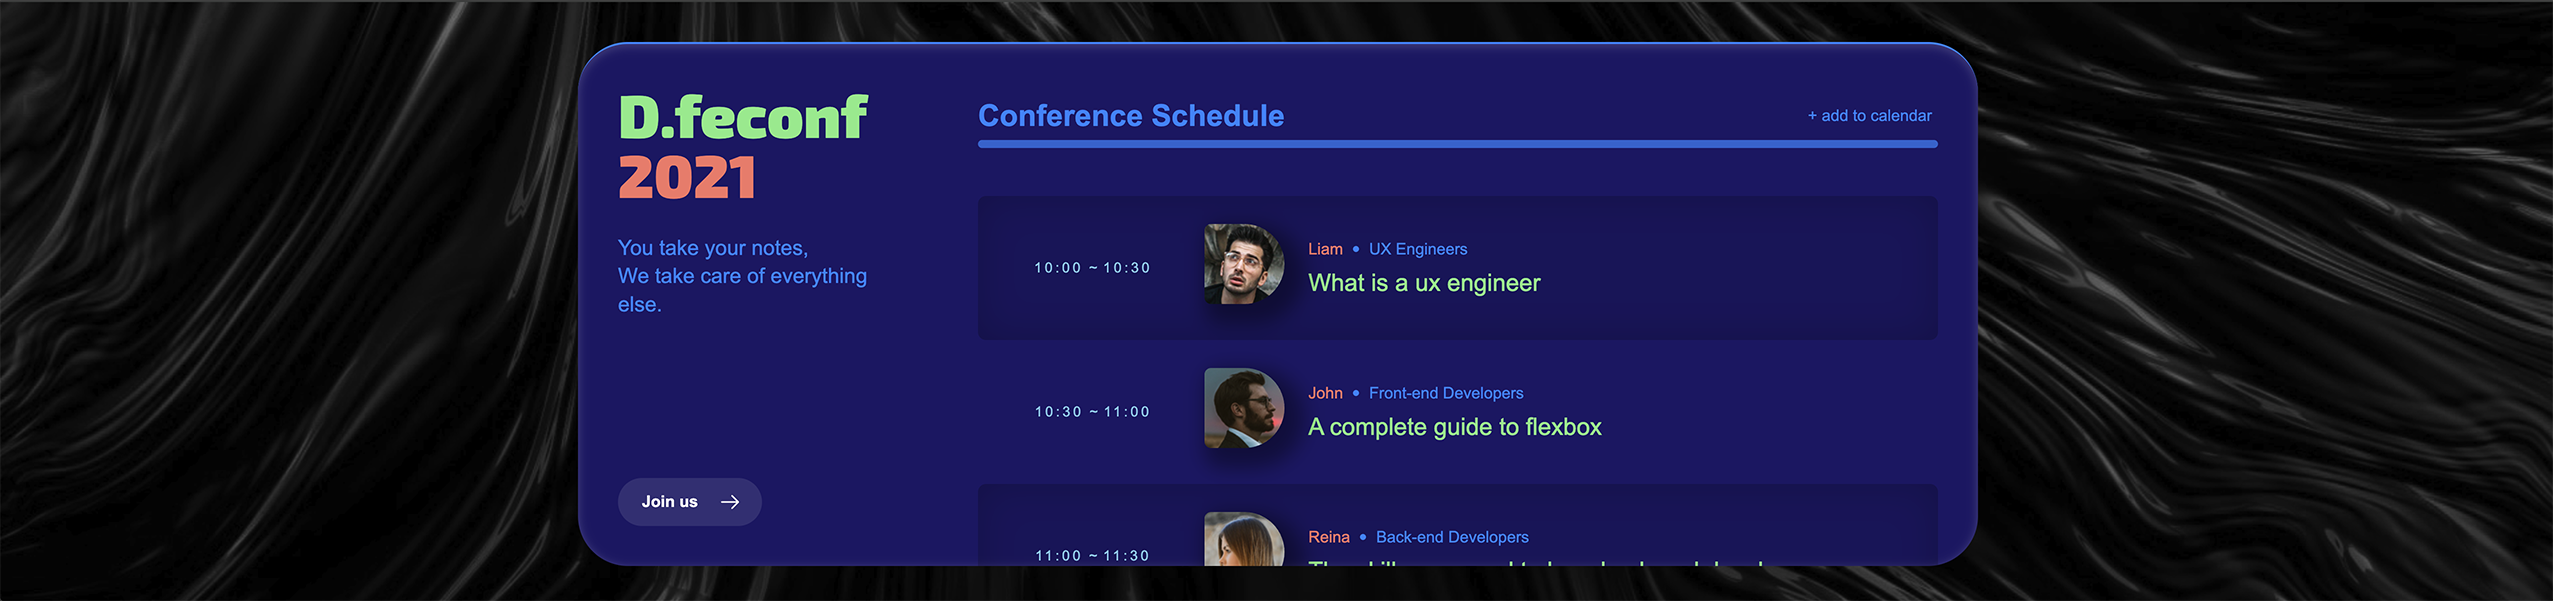 D.feconf
2021
You take your notes,
We take care of everything
else.
Join us
Conference Schedule
+ add to calendar
10:00 ~ 10:30
Liam • UX Engineers
What is a ux engineer
10:30 ~ 11:00
John • Front-end Developers
A complete guide to flexbox
11:00 ~ 11:30
Reina • Back-end Developers